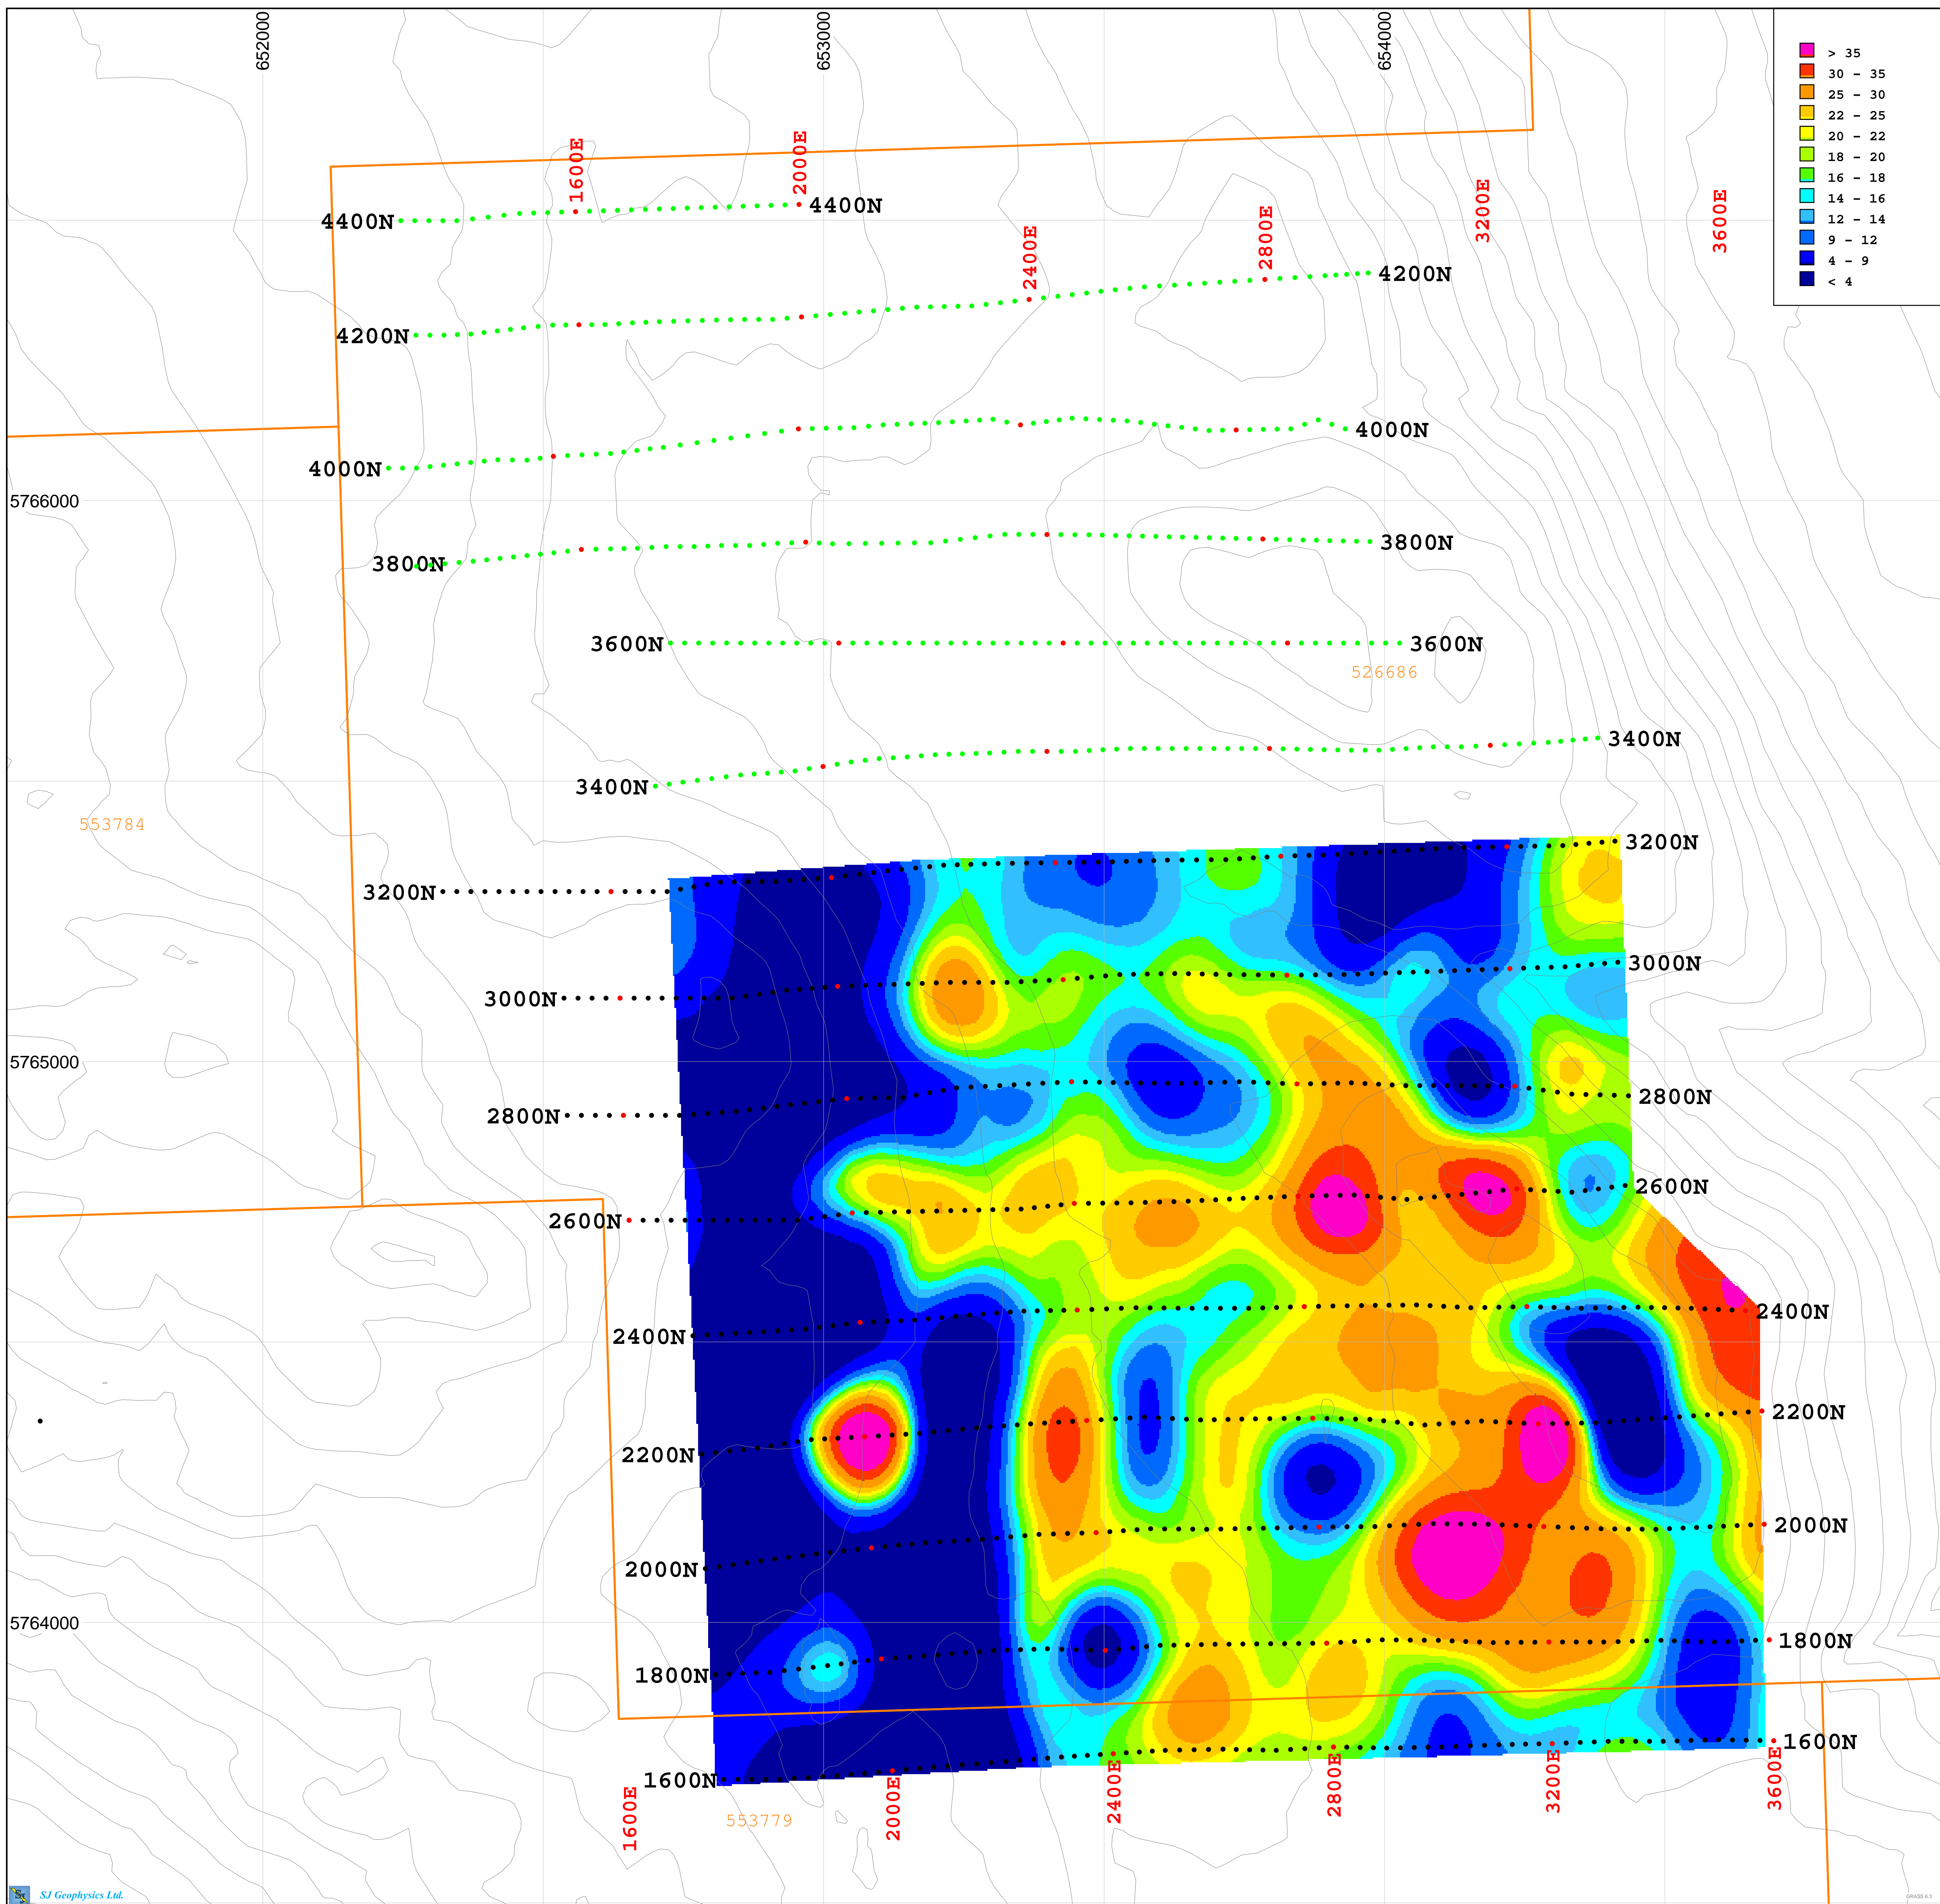 652000
653000
654000
> 35
30 - 35
25 - 30
22 - 25
20 - 22
18 - 20
16 - 18
14 - 16
12 - 14
9 - 12
4 - 9
< 4
1600E
2000E
2400E
2800E
3200E
3600E
4400N
4400N
4200N
4200N
4000N
4000N
5766000
3800N
3800N
3600N
3600N
526686
3400N
3400N
553784
3200N
3200N
3000N
3000N
5765000
2800N
2800N
2600N
2600N
2400N
2400N
2200N
2200N
2000N
2000N
5764000
1800N
1800N
1600N
1600N
1600E
2000E
2400E
2800E
3200E
3600E
553779
SJ Geophysics Ltd.
GRASS 6.3